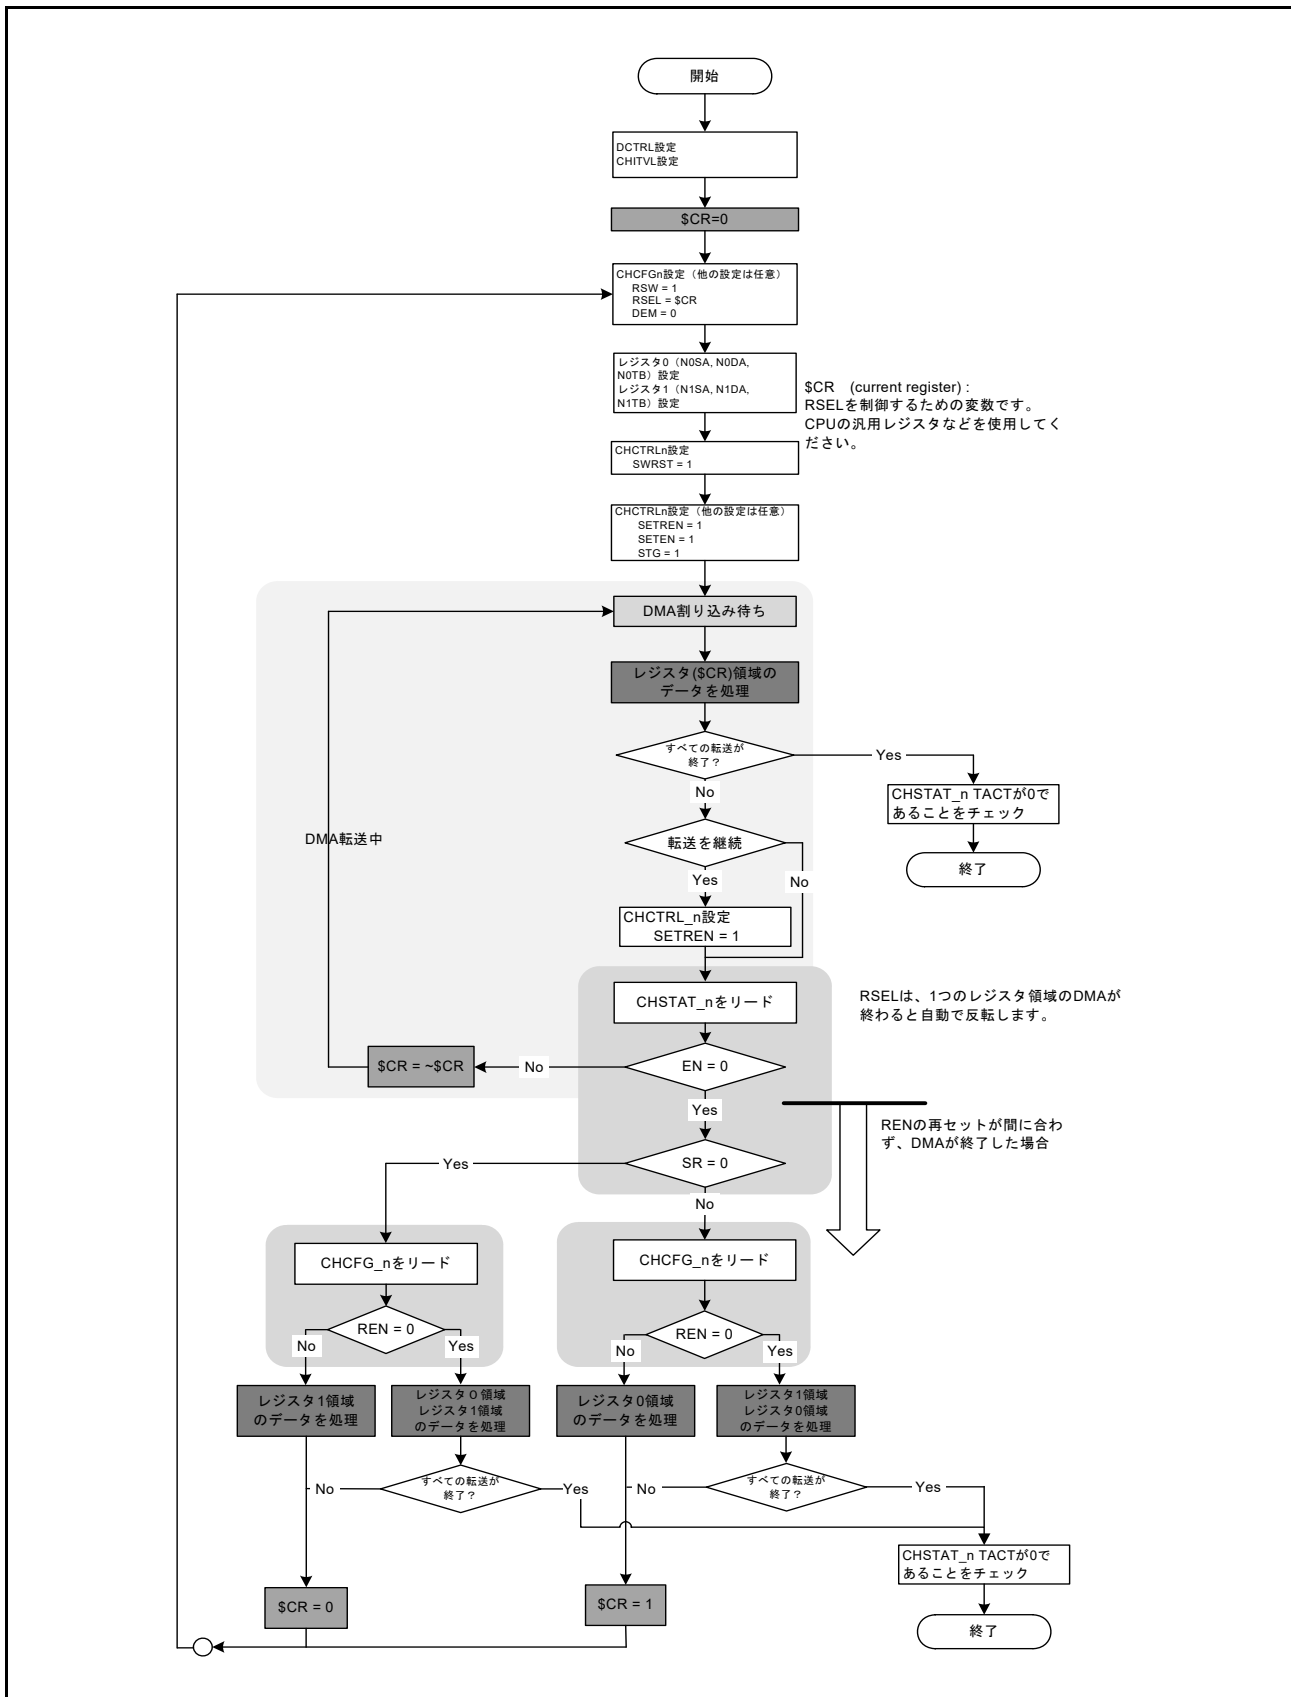 開始
DCTRL設定
CHITVL設定
$CR=0
CHCFGn設定（他の設定は任意）
RSW = 1
RSEL = $CR
DEM = 0
レジスタ0（N0SA, N0DA,
N0TB）設定
レジスタ1（N1SA, N1DA,
N1TB）設定
$CR (current register) :
RSELを制御するための変数です。
CPUの汎用レジスタなどを使用してく
ださい。
CHCTRLn設定
SWRST = 1
CHCTRLn設定（他の設定は任意）
SETREN = 1
SETEN = 1
STG = 1
DMA割り込み待ち
レジスタ($CR)領域の
データを処理
すべての転送が
終了？
Yes
No
CHSTAT_n TACTが0で
あることをチェック
終了
DMA転送中
転送を継続
Yes
No
CHCTRL_n設定
SETREN = 1
CHSTAT_nをリード
RSELは、1つのレジスタ領域のDMAが
終わると自動で反転します。
$CR = ~$CR
No
EN = 0
Yes
RENの再セットが間に合わ
ず、DMAが終了した場合
Yes
SR = 0
No
CHCFG_nをリード
CHCFG_nをリード
REN = 0
No
Yes
REN = 0
No
Yes
レジスタ1領域
のデータを処理
レジスタ０領域
レジスタ1領域
のデータを処理
レジスタ0領域
のデータを処理
レジスタ1領域
レジスタ0領域
のデータを処理
No
すべての転送が
終了？
Yes
No
すべての転送が
終了？
Yes
CHSTAT_n TACTが0で
あることをチェック
$CR = 0
$CR = 1
終了